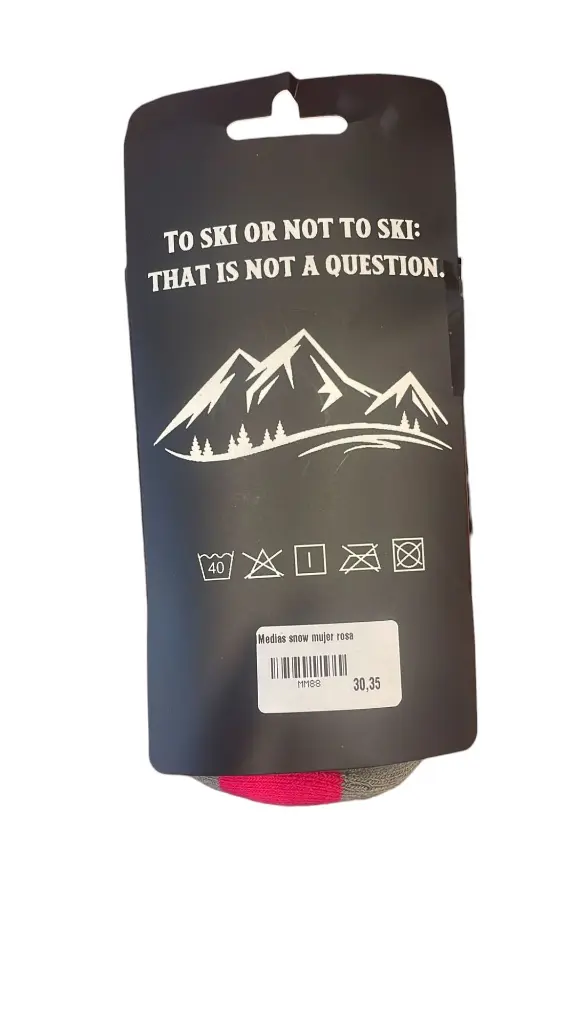 TO SKI OR NOT TO SKI:
THAT IS NOT A QUESTION.
40
Medias snow mujer rosa
MM88
30,35